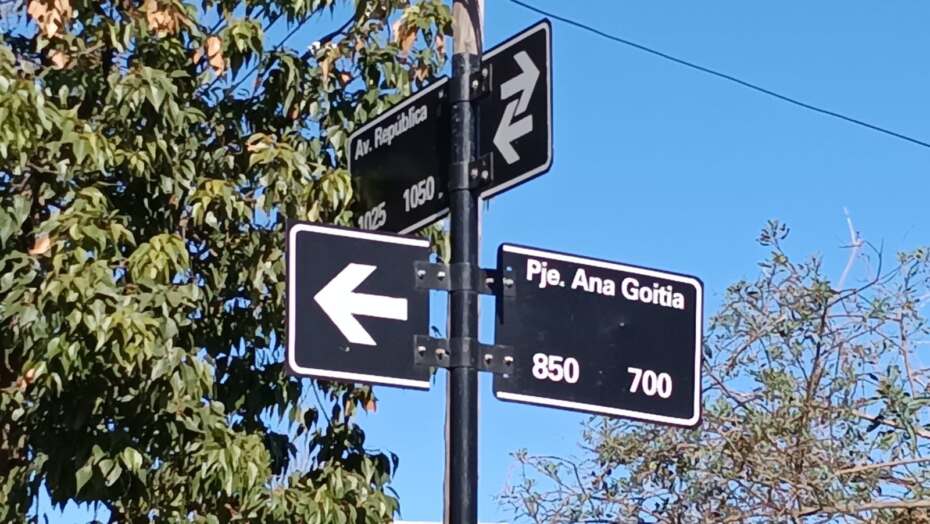 Av. República
1025 1050
Pje. Ana Goitia
850 700